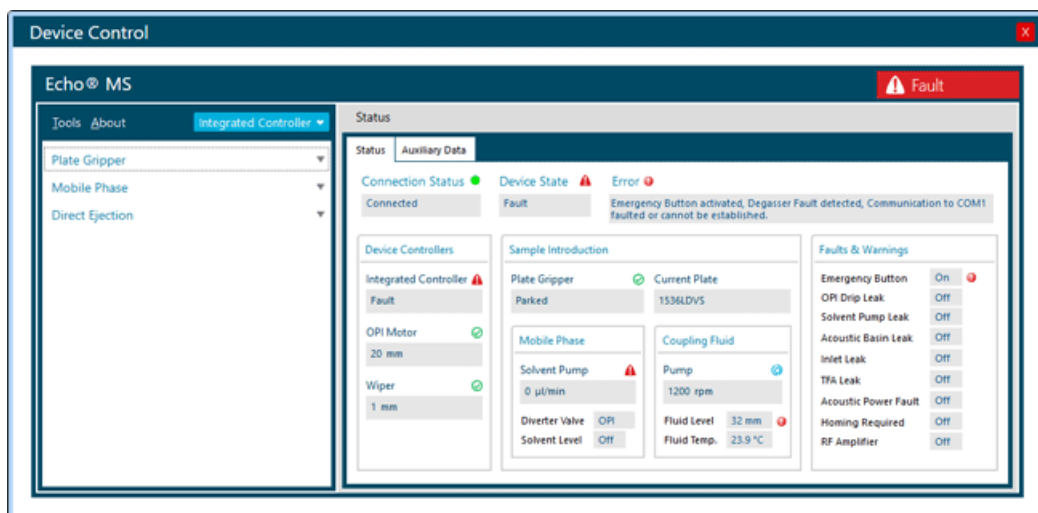 Device Control
X
Echo® MS
Fault
Tools About
Integrated Controller
Plate Gripper
Mobile Phase
Direct Ejection
Status
Status
Auxiliary Data
Connection Status
Connected
Device State
Fault
Error
Emergency Button activated, Degasser Fault detected, Communication to COM1
faulted or cannot be established.
Device Controllers
Integrated Controller
Fault
OPI Motor
20 mm
Wiper
1 mm
Sample Introduction
Plate Gripper
Parked
Current Plate
1536LDVS
Mobile Phase
Solvent Pump
0 µl/min
Diverter Valve OPI
Solvent Level Off
Coupling Fluid
Pump
1200 rpm
Fluid Level 32 mm
Fluid Temp. 23.9 °C
Faults & Warnings
Emergency Button On
OPI Drip Leak Off
Solvent Pump Leak Off
Acoustic Basin Leak Off
Inlet Leak Off
TFA Leak Off
Acoustic Power Fault Off
Homing Required Off
RF Amplifier Off